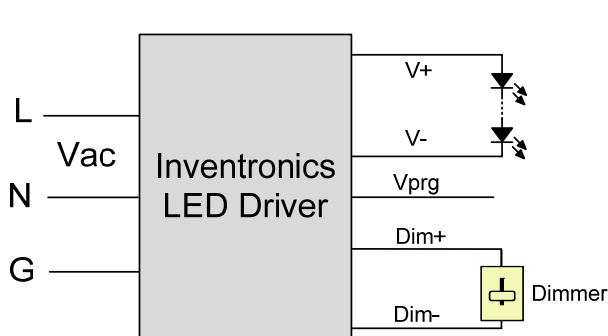 L
Vac
N
G
Inventronics
LED Driver
V+
V-
Vprg
Dim+
Dimmer
Dim-